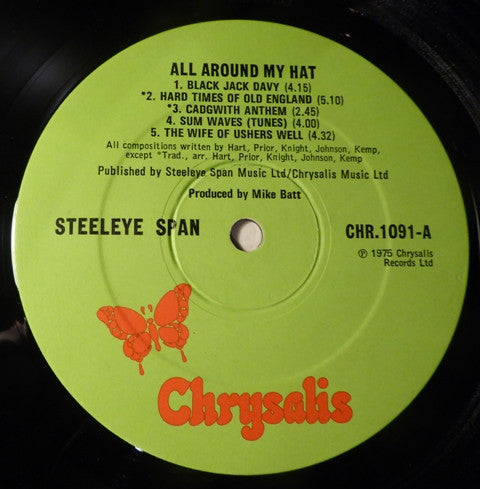 ALL AROUND MY HAT
1. BLACK JACK DAVY (4.15)
*2. HARD TIMES OF OLD ENGLAND (5.10)
*3. CADGWITH ANTHEM (2.45)
4. SUM WAVES (TUNES) (4.00)
5. THE WIFE OF USHERS WELL (4.32)
All compositions written by Hart, Prior, Knight, Johnson, Kemp,
except *Trad., arr. Hart, Prior, Knight, Johnson, Kemp
Published by Steeleye Span Music Ltd/Chrysalis Music Ltd
Produced by Mike Batt
STEELEYE SPAN
CHR.1091-A
℗ 1975 Chrysalis
Records Ltd
Chrysalis